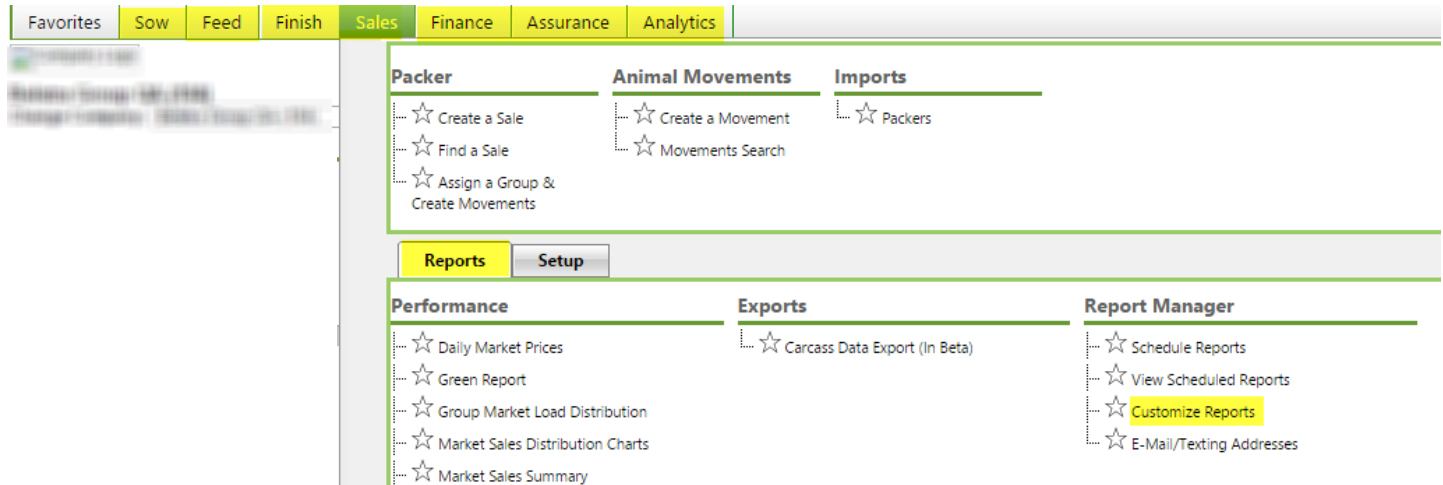 Favorites Sow Feed Finish Sales Finance Assurance Analytics
Packer Animal Movements Imports
Create a Sale Create a Movement Packers
Find a Sale Movements Search
Assign a Group &
Create Movements
Reports Setup
Performance Exports Report Manager
Daily Market Prices Carcass Data Export (In Beta) Schedule Reports
Green Report View Scheduled Reports
Group Market Load Distribution Customize Reports
Market Sales Distribution Charts E-Mail/Texting Addresses
Market Sales Summary